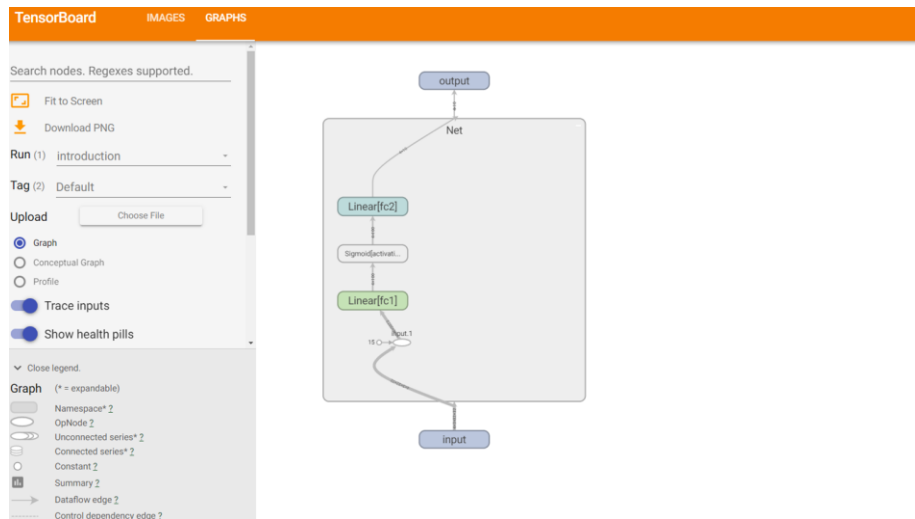 TensorBoard IMAGES GRAPHS
Search nodes. Regexes supported.
Fit to Screen
Download PNG
Run (1) introduction
Tag (2) Default
Upload Choose File
Graph
Conceptual Graph
Profile
Trace inputs
Show health pills
Close legend.
Graph (* = expandable)
Namespace* ?
OpNode ?
Unconnected series* ?
Connected series* ?
Constant ?
Summary ?
Dataflow edge ?
Control dependency edge ?
output
Net
Linear[fc2]
Sigmoid[activati...
Linear[fc1]
input.1
input